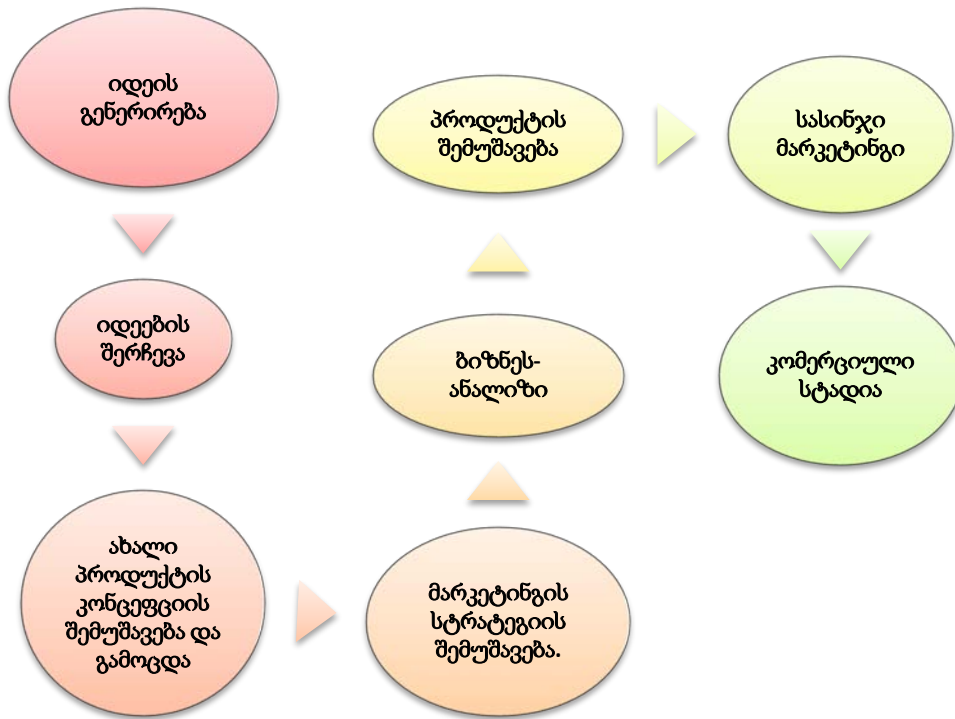 იდეის
გენერირება
იდეების
შერჩევა
ახალი
პროდუქტის
კონცეფციის
შემუშავება და
გამოცდა
მარკეტინგის
სტრატეგიის
შემუშავება.
ბიზნეს-
ანალიზი
პროდუქტის
შემუშავება
სასინჯი
მარკეტინგი
კომერციული
სტადია